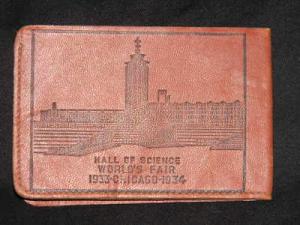 HALL OF SCIENCE
WORLD'S FAIR
1933-CHICAGO-1934